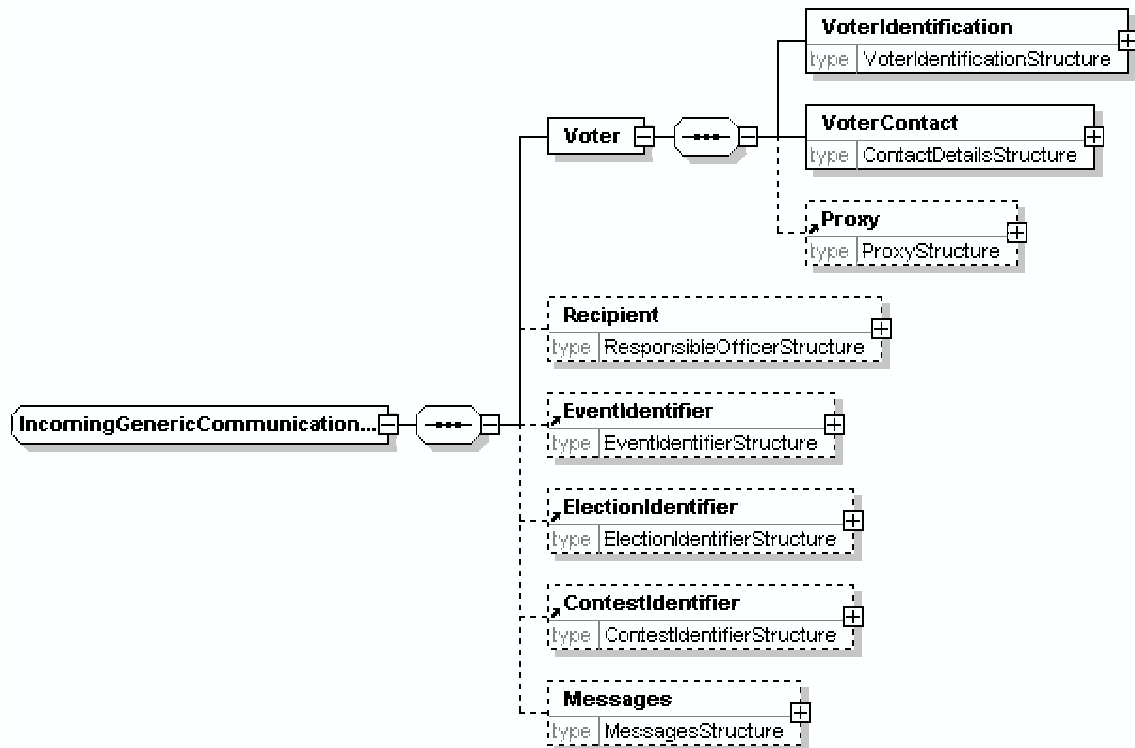 VoterIdentification
type VoterIdentificationStructure
Voter
VoterContact
type ContactDetailsStructure
Proxy
type ProxyStructure
Recipient
type ResponsibleOfficerStructure
IncomingGenericCommunication...
EventIdentifier
type EventIdentifierStructure
ElectionIdentifier
type ElectionIdentifierStructure
ContestIdentifier
type ContestIdentifierStructure
Messages
type MessagesStructure